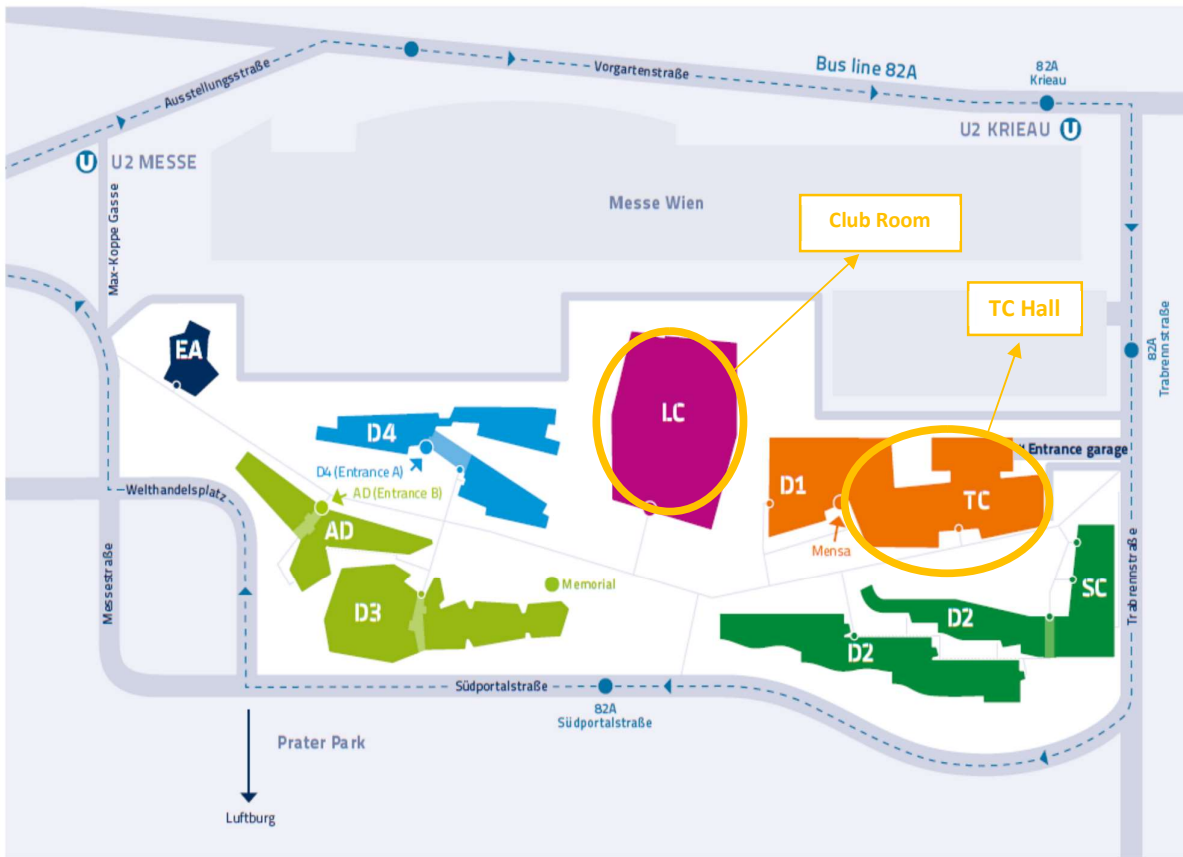 Ausstellungsstraße
Vorgartenstraße
Bus line 82A
82A
Krieau
U2 KRIEAU U
U U2 MESSE
Max-Koppe Gasse
Messe Wien
Club Room
TC Hall
82A
Trabrennstraße
EA
LC
D4
D4 (Entrance A)
AD (Entrance B)
AD
D1
TC
Entrance garage
Mensa
Welthandelsplatz
Messestraße
D3
Memorial
D2
D2
SC
Trabrennstraße
Südportalstraße
82A
Südportalstraße
Prater Park
Luftburg